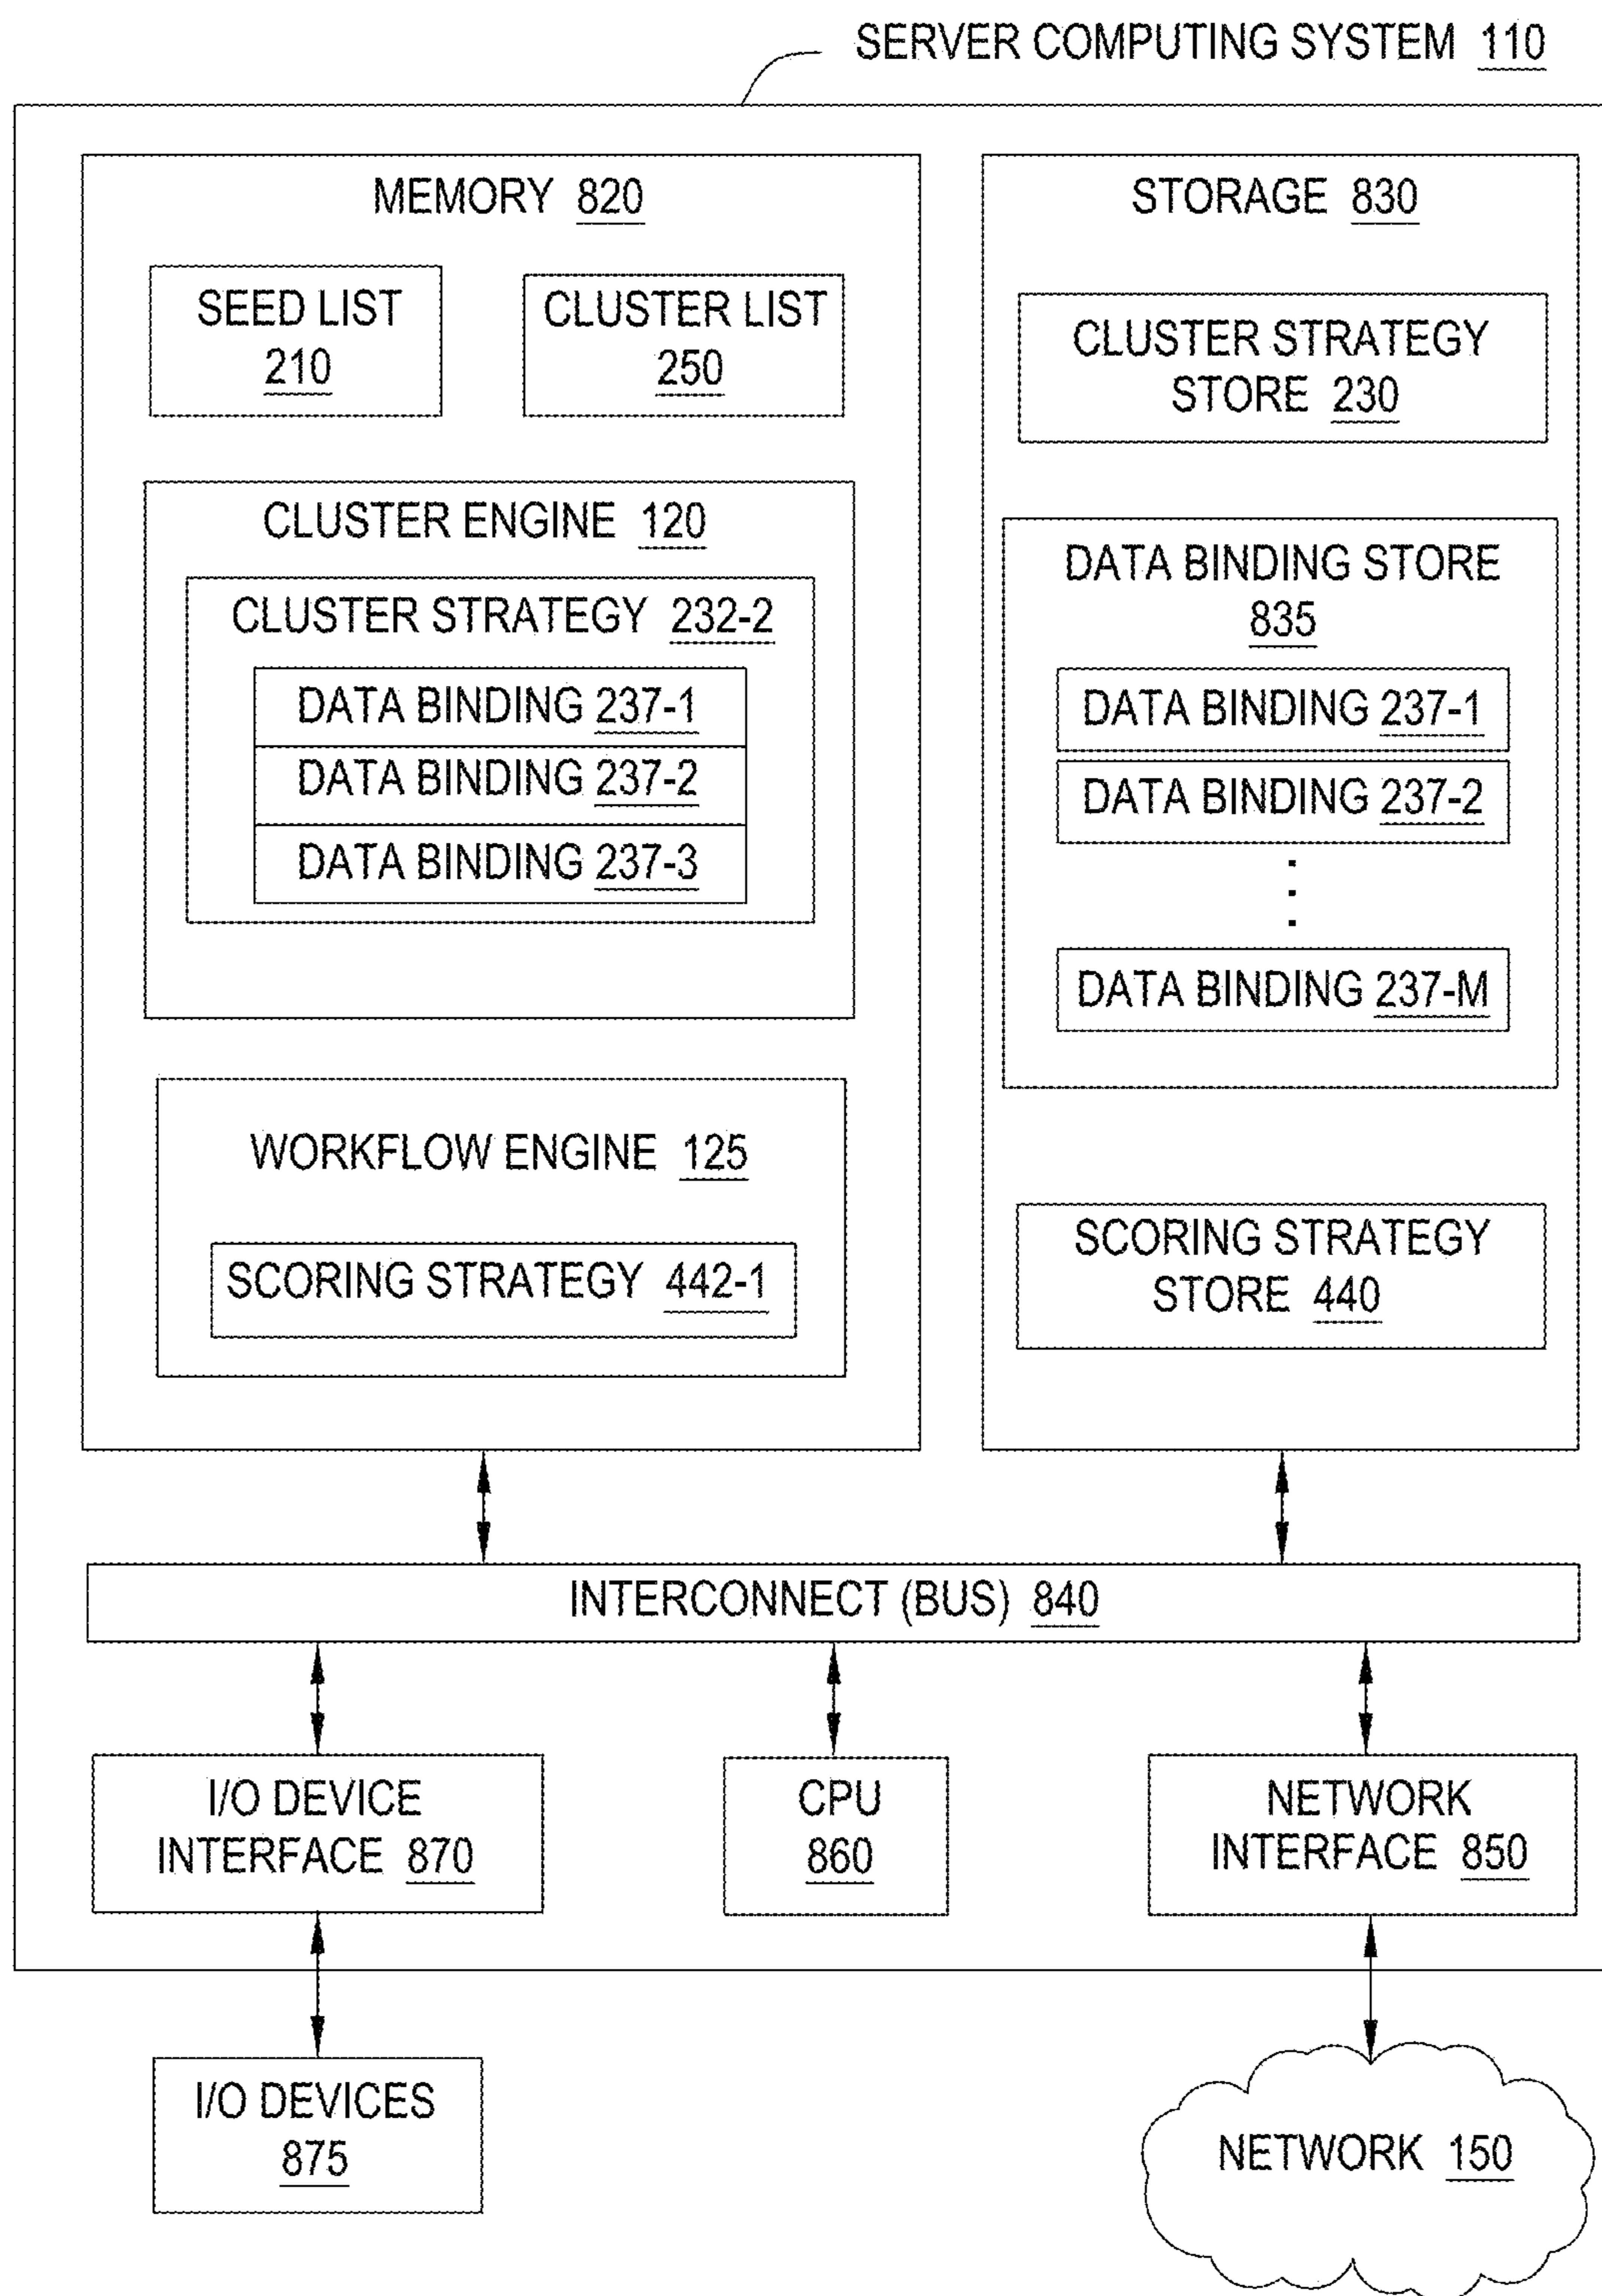 SERVER COMPUTING SYSTEM 110
MEMORY 820
SEED LIST
210
CLUSTER LIST
250
CLUSTER ENGINE 120
CLUSTER STRATEGY 232-2
DATA BINDING 237-1
DATA BINDING 237-2
DATA BINDING 237-3
WORKFLOW ENGINE 125
SCORING STRATEGY 442-1
STORAGE 830
CLUSTER STRATEGY
STORE 230
DATA BINDING STORE
835
DATA BINDING 237-1
DATA BINDING 237-2
DATA BINDING 237-M
SCORING STRATEGY
STORE 440
INTERCONNECT (BUS) 840
I/O DEVICE
INTERFACE 870
CPU
860
NETWORK
INTERFACE 850
I/O DEVICES
875
NETWORK 150